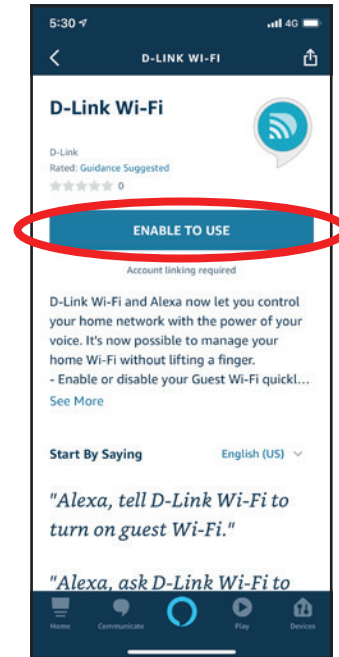 5:30
4G
D-LINK WI-FI
D-Link Wi-Fi
D-Link
Rated: Guidance Suggested
0
ENABLE TO USE
Account linking required
D-Link Wi-Fi and Alexa now let you control
your home network with the power of your
voice. It's now possible to manage your
home Wi-Fi without lifting a finger.
- Enable or disable your Guest Wi-Fi quickl...
See More
Start By Saying
English (US)
"Alexa, tell D-Link Wi-Fi to
turn on guest Wi-Fi."
"Alexa, ask D-Link Wi-Fi to
Home Communicate Play Devices